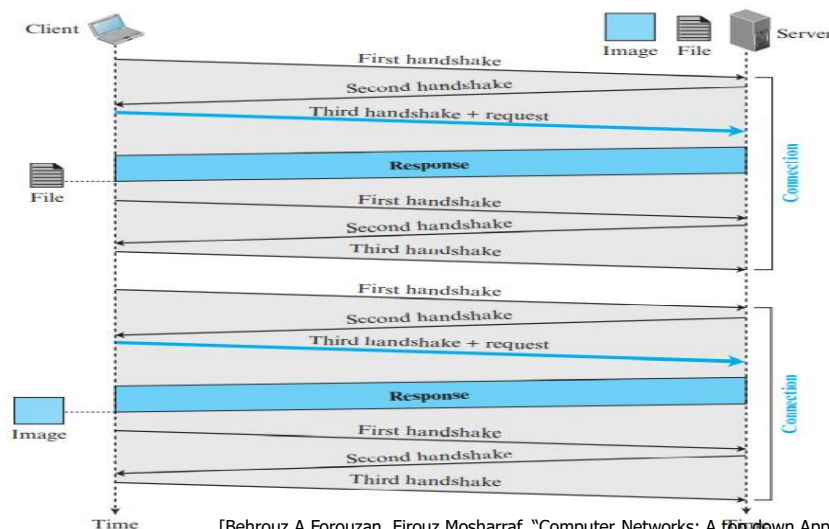 Client
Server
Image
File
First handshake
Second handshake
Third handshake + request
Response
File
First handshake
Second handshake
Third handshake
Connection
First handshake
Second handshake
Third handshake + request
Response
Image
First handshake
Second handshake
Third handshake
Connection
Time
Time
[Behrouz A Forouzan, Firouz Mosharraf, “Computer Networks: A top down App